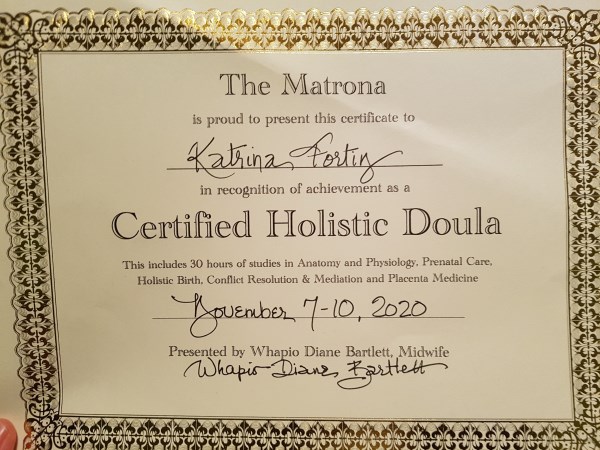 The Matrona
is proud to present this certificate to
Katrina Fortin
in recognition of achievement as a
Certified Holistic Doula
This includes 30 hours of studies in Anatomy and Physiology, Prenatal Care,
Holistic Birth, Conflict Resolution & Mediation and Placenta Medicine
November 7-10, 2020
Presented by Whapio Diane Bartlett, Midwife
Whapio Diane Bartlett